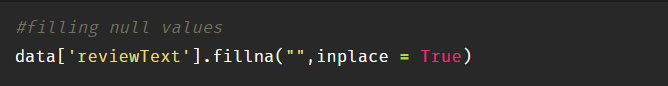 #filling null values
data['reviewText'].fillna("",inplace = True)